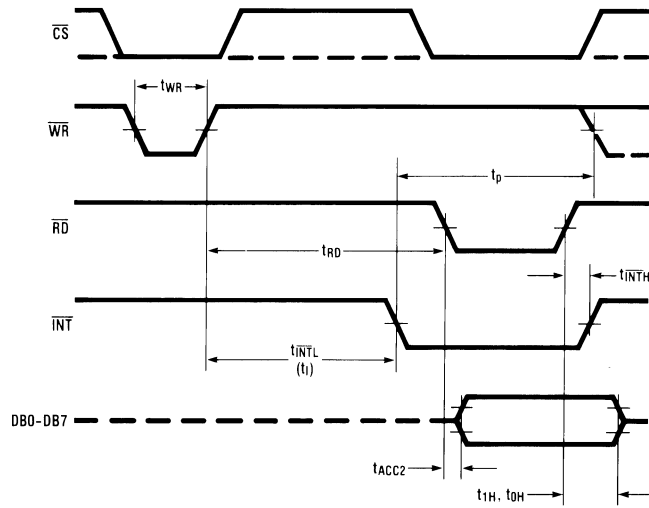 CS
tWR
WR
tp
RD
tRD
tINTH
INT
tINTL
(tI)
DB0-DB7
tACC2
t1H, t0H